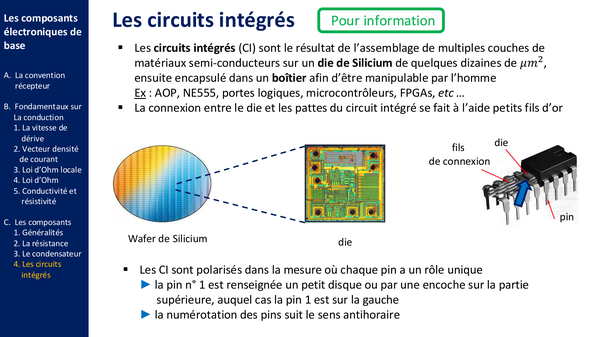 Les composants
électroniques de
base
A. La convention
récepteur
B. Fondamentaux sur
La conduction
1. La vitesse de
dérive
2. Vecteur densité
de courant
3. Loi d’Ohm locale
4. Loi d’Ohm
5. Conductivité et
résistivité
C. Les composants
1. Généralités
2. La résistance
3. Le condensateur
4. Les circuits
intégrés
Les circuits intégrés
Pour information
▪ Les circuits intégrés (CI) sont le résultat de l’assemblage de multiples couches de
matériaux semi-conducteurs sur un die de Silicium de quelques dizaines de µm²,
ensuite encapsulé dans un boîtier afin d’être manipulable par l’homme
Ex : AOP, NE555, portes logiques, microcontrôleurs, FPGAs, etc …
▪ La connexion entre le die et les pattes du circuit intégré se fait à l’aide petits fils d’or
fils
de connexion
die
pin
Wafer de Silicium
die
▪ Les CI sont polarisés dans la mesure où chaque pin a un rôle unique
► la pin n° 1 est renseignée un petit disque ou par une encoche sur la partie
supérieure, auquel cas la pin 1 est sur la gauche
► la numérotation des pins suit le sens antihoraire